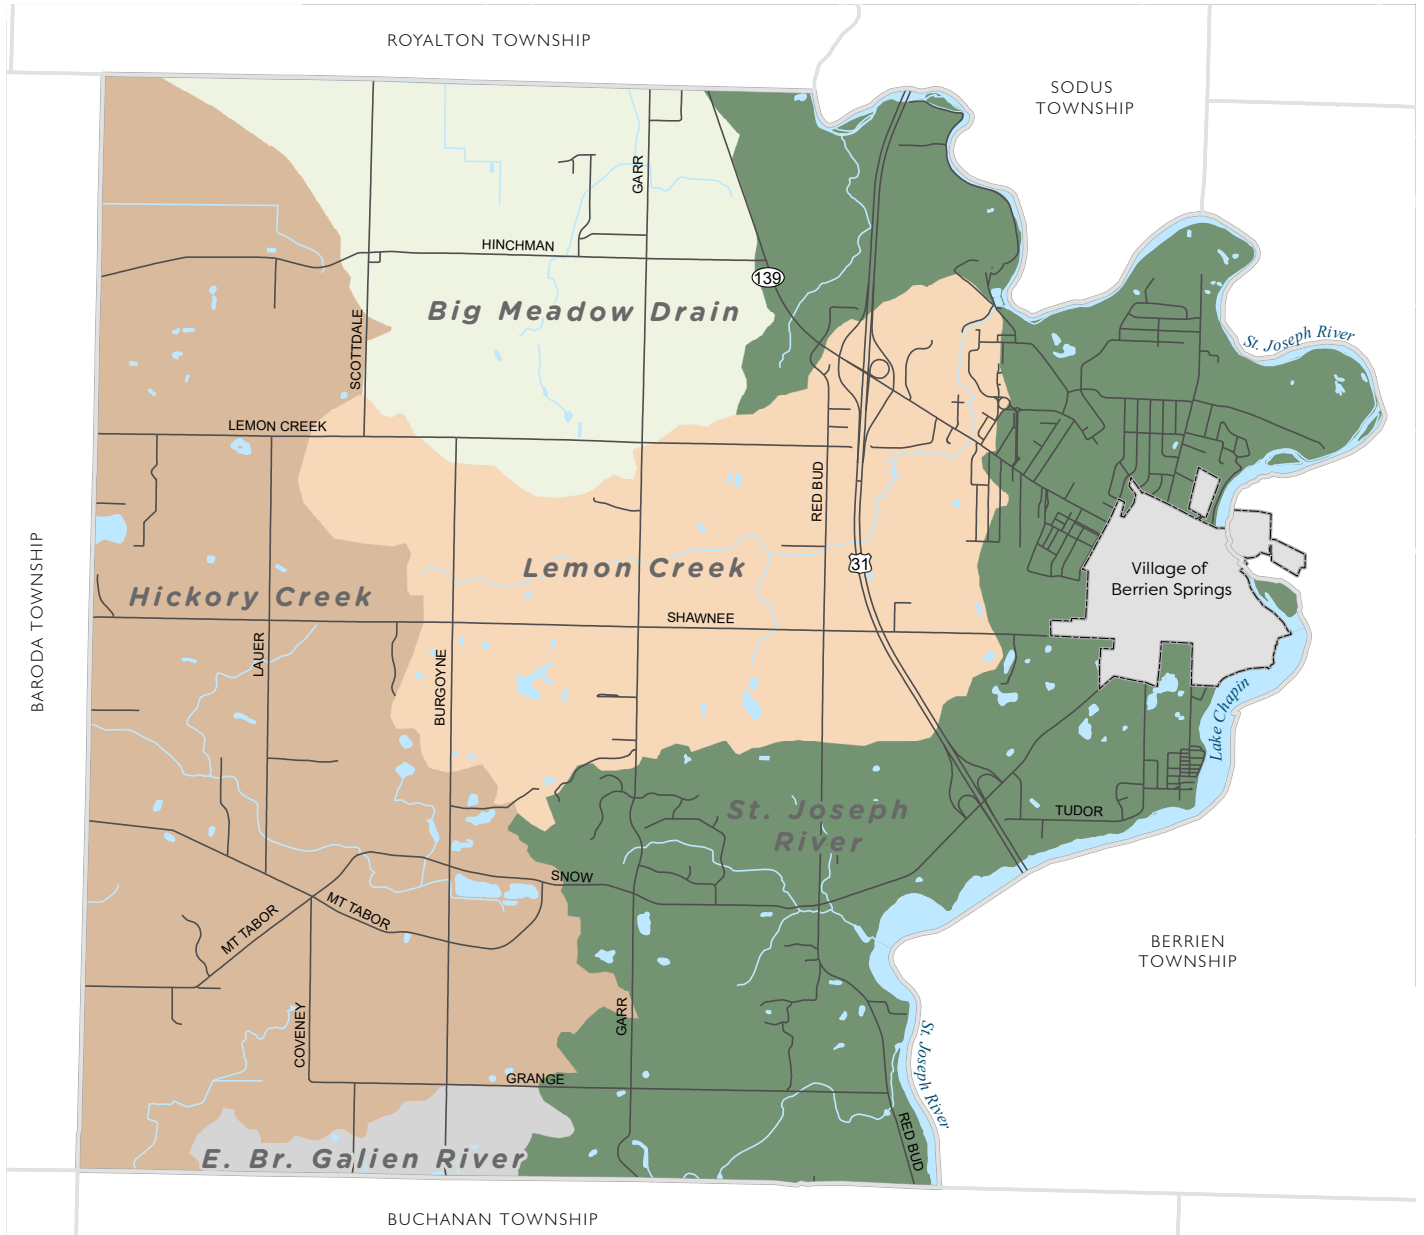 ROYALTON TOWNSHIP
SODUS
TOWNSHIP
GARR
HINCHMAN
139
Big Meadow Drain
SCOTTDALE
St. Joseph River
LEMON CREEK
RED BUD
BARODA TOWNSHIP
31
Lemon Creek
Village of
Berrien Springs
Hickory Creek
SHAWNEE
LAUER
BURGOYNE
Lake Chapin
St. Joseph
River
TUDOR
SNOW
MT TABOR
MT TABOR
BERRIEN
TOWNSHIP
COVENEY
GARR
St. Joseph River
GRANGE
RED BUD
E. Br. Galien River
BUCHANAN TOWNSHIP